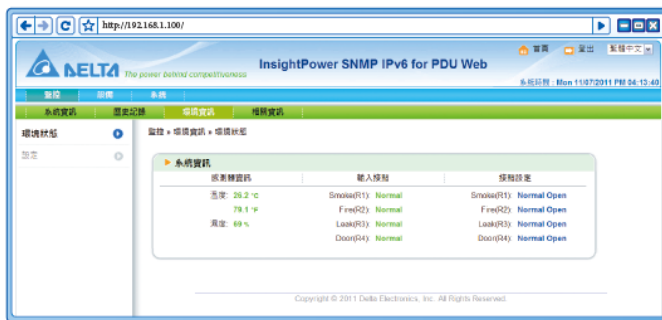 http://192.168.1.100/
首頁 登出 繁體中文
DELTA The power behind competitiveness
InsightPower SNMP IPv6 for PDU Web
系統時間 : Mon 11/07/2011 PM 04:13:40
監控 設備 系統
系統資訊 歷史記錄 環境資訊 相關資訊
環境狀態
監控 » 環境資訊 » 環境狀態
設定
系統資訊
感測器資訊 輸入接點 接點設定
溫度: 26.2 °C Smoke(R1): Normal Smoke(R1): Normal Open
79.1 °F Fire(R2): Normal Fire(R2): Normal Open
濕度: 69 % Leak(R3): Normal Leak(R3): Normal Open
Door(R4): Normal Door(R4): Normal Open
Copyright © 2011 Delta Electronics, Inc. All Rights Reserved.